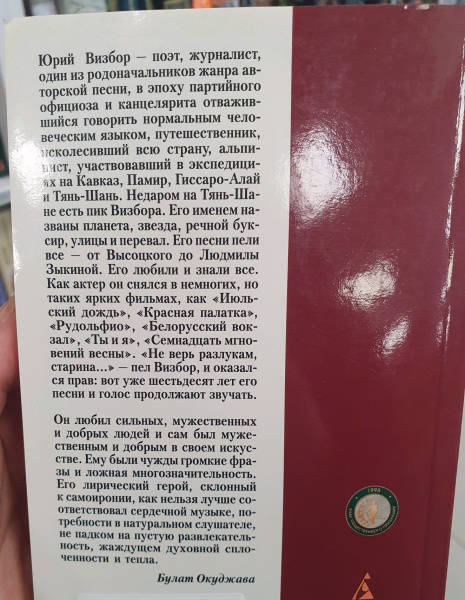 Юрий Визбор — поэт, журналист,
один из родоначальников жанра ав-
торской песни, в эпоху партийного
официоза и канцелярита отважив-
шийся говорить нормальным чело-
веческим языком, путешественник,
исколесивший всю страну, альпи-
нист, участвовавший в экспедици-
ях на Кавказ, Памир, Гиссаро-Алай
и Тянь-Шань. Недаром на Тянь-Ша-
не есть пик Визбора. Его именем на-
званы планета, звезда, речной бук-
сир, улицы и перевал. Его песни пели
все — от Высоцкого до Людмилы
Зыкиной. Его любили и знали все.
Как актер он снялся в немногих, но
таких ярких фильмах, как «Июль-
ский дождь», «Красная палатка»,
«Рудольфио», «Белорусский вок-
зал», «Ты и я», «Семнадцать мгно-
вений весны». «Не верь разлукам,
старина...» — пел Визбор, и оказал-
ся прав: вот уже шестьдесят лет его
песни и голос продолжают звучать.
Он любил сильных, мужественных
и добрых людей и сам был муже-
ственным и добрым в своем искус-
стве. Ему были чужды громкие фра-
зы и ложная многозначительность.
Его лирический герой, склонный
к самоиронии, как нельзя лучше со-
ответствовал сердечной музыке, по-
требности в натуральном слушателе,
не падком на пустую развлекатель-
ность, жаждущем духовной спло-
ченности и тепла.
Булат Окуджава
1998